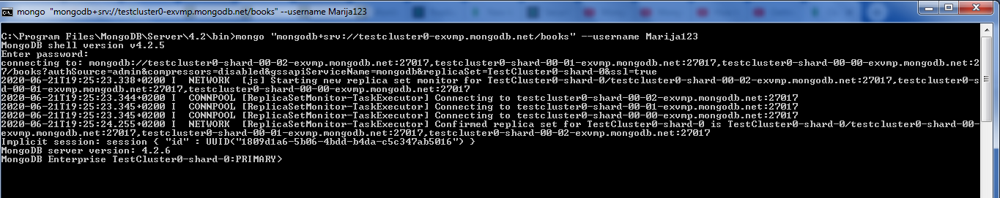 mongo "mongodb+srv://testcluster0-exvmp.mongodb.net/books" --username Marija123
C:\Program Files\MongoDB\Server\4.2\bin>mongo "mongodb+srv://testcluster0-exvmp.mongodb.net/books" --username Marija123
MongoDB shell version v4.2.5
Enter password:
connecting to: mongodb://testcluster0-shard-00-02-exvmp.mongodb.net:27017,testcluster0-shard-00-01-exvmp.mongodb.net:27017,testcluster0-shard-00-00-exvmp.mongodb.net:2
7/books?authSource=admin&compressors=disabled&gssapiServiceName=mongodb&replicaSet=TestCluster0-shard-0&ssl=true
2020-06-21T19:25:23.338+0200 I  NETWORK  [js] Starting new replica set monitor for TestCluster0-shard-0/testcluster0-shard-00-02-exvmp.mongodb.net:27017,testcluster0-s
d-00-01-exvmp.mongodb.net:27017,testcluster0-shard-00-00-exvmp.mongodb.net:27017
2020-06-21T19:25:23.344+0200 I  CONNPOOL [ReplicaSetMonitor-TaskExecutor] Connecting to testcluster0-shard-00-02-exvmp.mongodb.net:27017
2020-06-21T19:25:23.345+0200 I  CONNPOOL [ReplicaSetMonitor-TaskExecutor] Connecting to testcluster0-shard-00-01-exvmp.mongodb.net:27017
2020-06-21T19:25:23.345+0200 I  CONNPOOL [ReplicaSetMonitor-TaskExecutor] Connecting to testcluster0-shard-00-00-exvmp.mongodb.net:27017
2020-06-21T19:25:24.255+0200 I  NETWORK  [ReplicaSetMonitor-TaskExecutor] Confirmed replica set for TestCluster0-shard-0 is TestCluster0-shard-0/testcluster0-shard-00-00-
exvmp.mongodb.net:27017,testcluster0-shard-00-01-exvmp.mongodb.net:27017,testcluster0-shard-00-02-exvmp.mongodb.net:27017
Implicit session: session { "id" : UUID("1809d1a6-5b06-4bdd-b4da-c5c347ab5016") }
MongoDB server version: 4.2.6
MongoDB Enterprise TestCluster0-shard-0:PRIMARY>